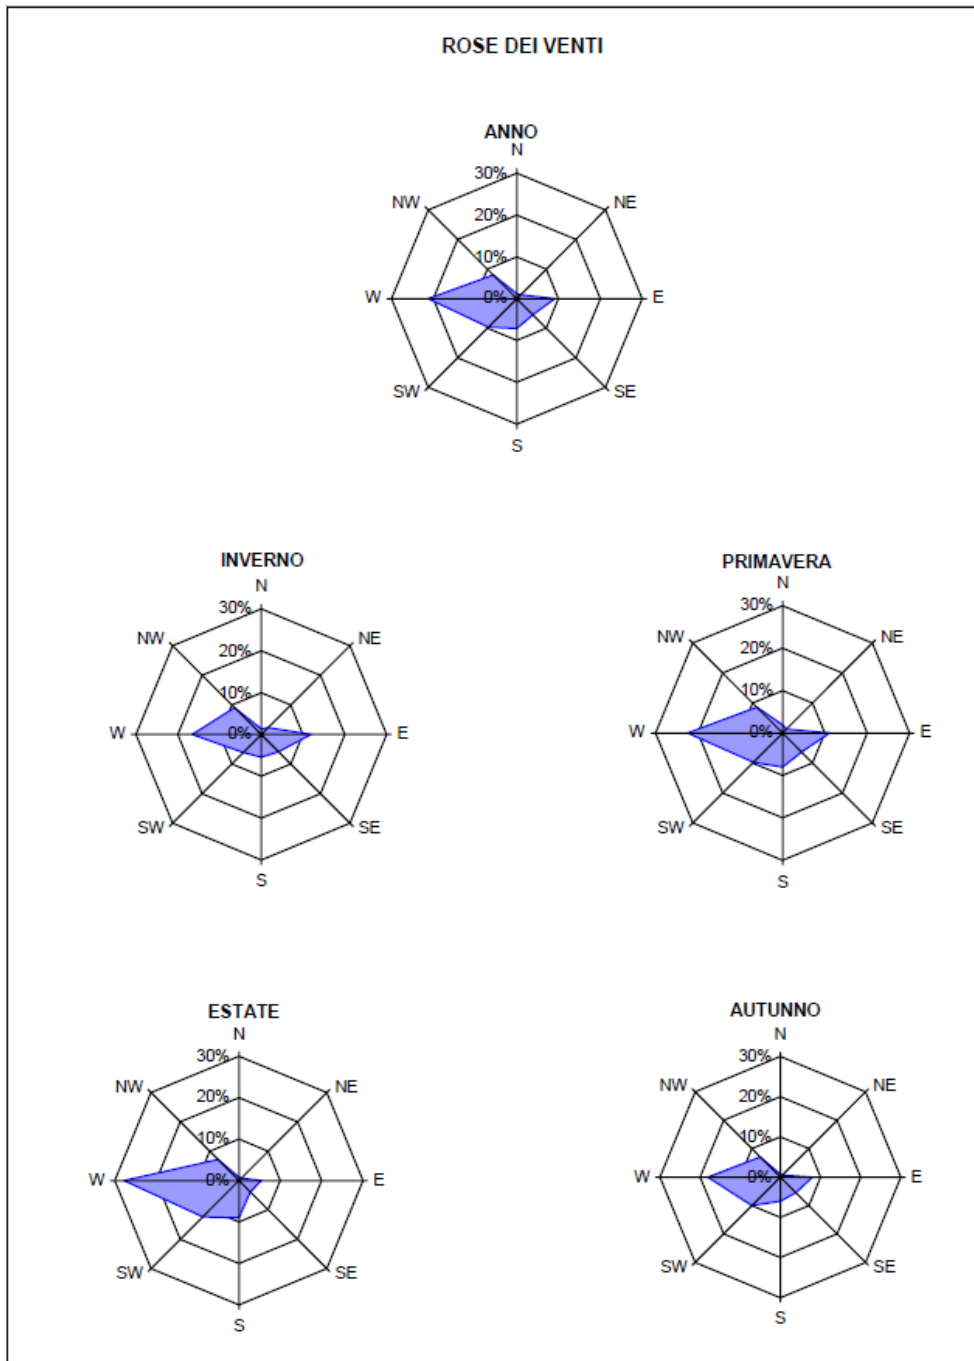 ROSE DEI VENTI
ANNO
N
30%
NW
NE
20%
10%
W
0%
E
SW
SE
S
INVERNO
N
30%
NW
NE
20%
10%
W
0%
E
SW
SE
S
PRIMAVERA
N
30%
NW
NE
20%
10%
W
0%
E
SW
SE
S
ESTATE
N
30%
NW
NE
20%
10%
W
0%
E
SW
SE
S
AUTUNNO
N
30%
NW
NE
20%
10%
W
0%
E
SW
SE
S